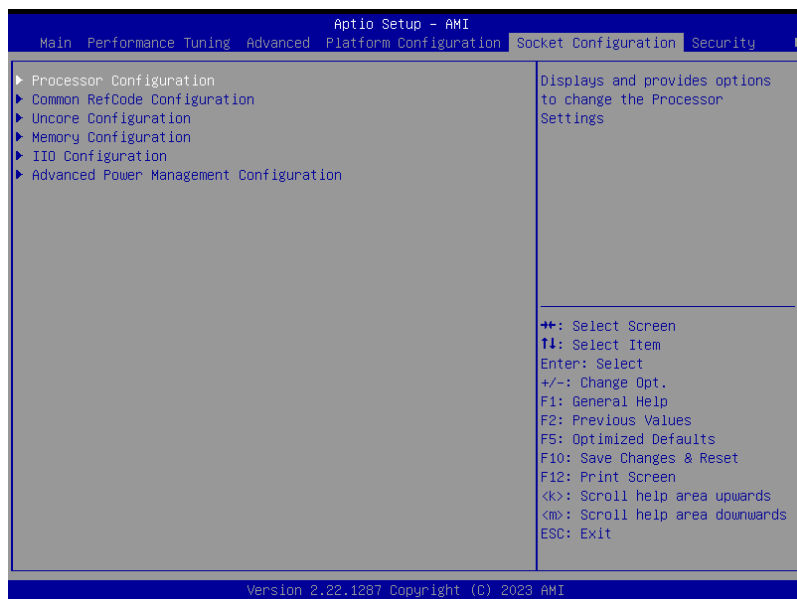 Aptio Setup - AMI
Main Performance Tuning Advanced Platform Configuration Socket Configuration Security
Processor Configuration
Common RefCode Configuration
Uncore Configuration
Memory Configuration
IIO Configuration
Advanced Power Management Configuration
Displays and provides options
to change the Processor
Settings
→←: Select Screen
↑↓: Select Item
Enter: Select
+/-: Change Opt.
F1: General Help
F2: Previous Values
F5: Optimized Defaults
F10: Save Changes & Reset
F12: Print Screen
<k>: Scroll help area upwards
<m>: Scroll help area downwards
ESC: Exit
Version 2.22.1287 Copyright (C) 2023 AMI